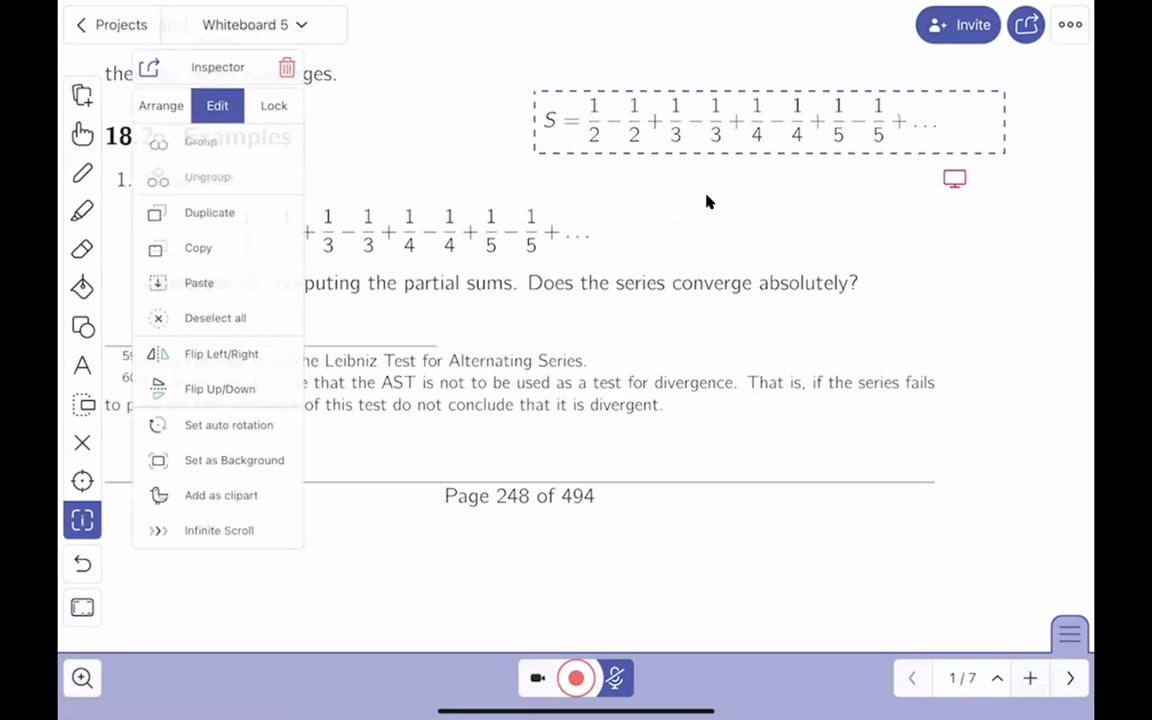 Projects
Whiteboard 5
Invite
the
ges.
Inspector
Arrange
Edit
Lock
S = 1/2 − 1/2 + 1/3 − 1/3 + 1/4 − 1/4 + 1/5 − 1/5 + …
18.2 Examples
Group
1.
Ungroup
Duplicate
+ 1/3 − 1/3 + 1/4 − 1/4 + 1/5 − 1/5 + …
Copy
Paste
puting the partial sums. Does the series converge absolutely?
Deselect all
Flip Left/Right
59
he Leibniz Test for Alternating Series.
60
that the AST is not to be used as a test for divergence. That is, if the series fails
Flip Up/Down
to p
of this test do not conclude that it is divergent.
Set auto rotation
Set as Background
Add as clipart
Page 248 of 494
Infinite Scroll
1/7